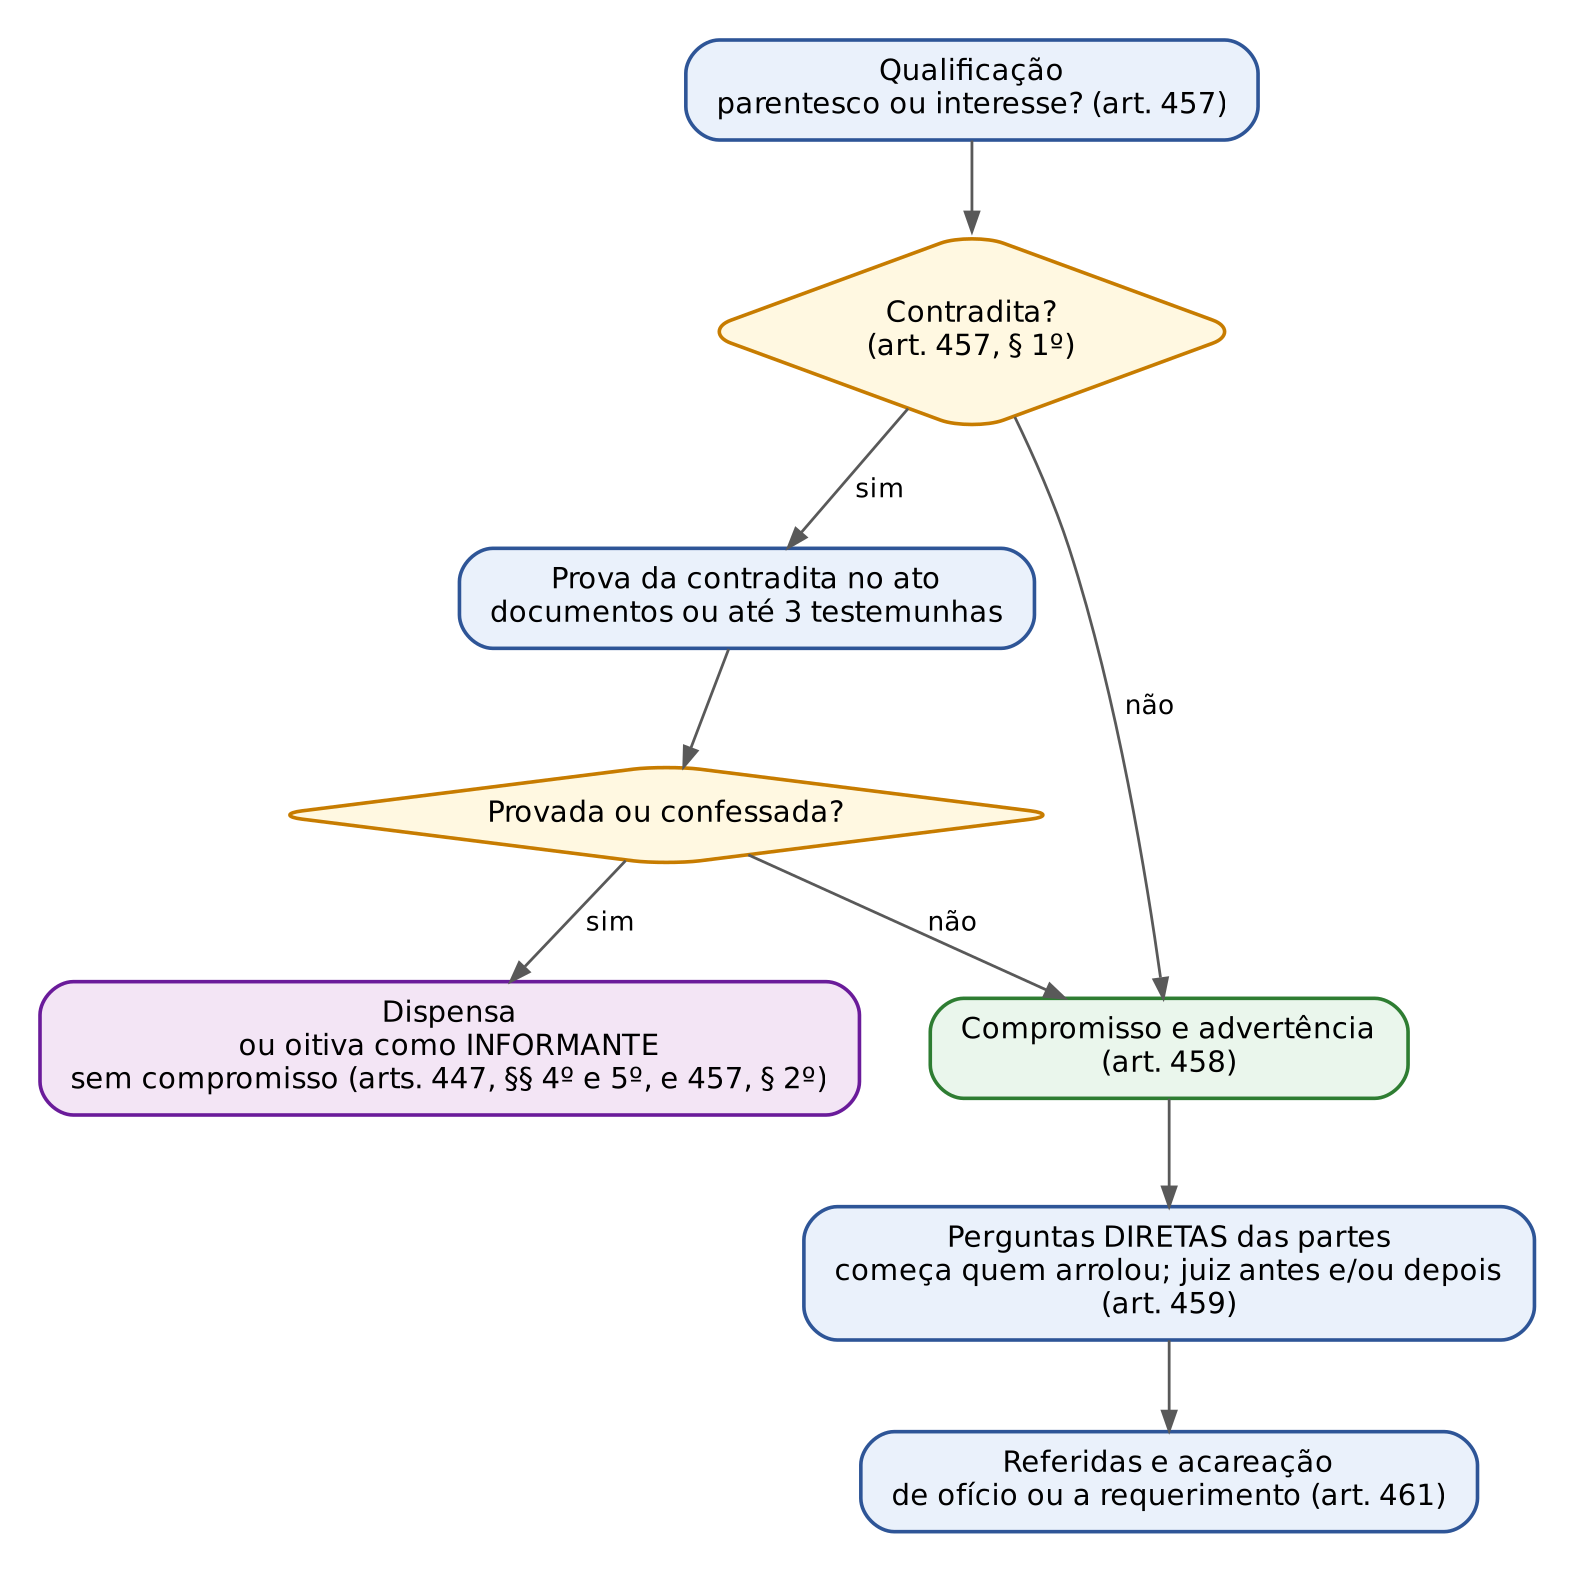 Qualificação
parentesco ou interesse? (art. 457)
Contradita?
(art. 457, § 1º)
sim
Prova da contradita no ato
documentos ou até 3 testemunhas
não
Provada ou confessada?
sim
não
Dispensa
ou oitiva como INFORMANTE
sem compromisso (arts. 447, §§ 4º e 5º, e 457, § 2º)
Compromisso e advertência
(art. 458)
Perguntas DIRETAS das partes
começa quem arrolou; juiz antes e/ou depois
(art. 459)
Referidas e acareação
de ofício ou a requerimento (art. 461)